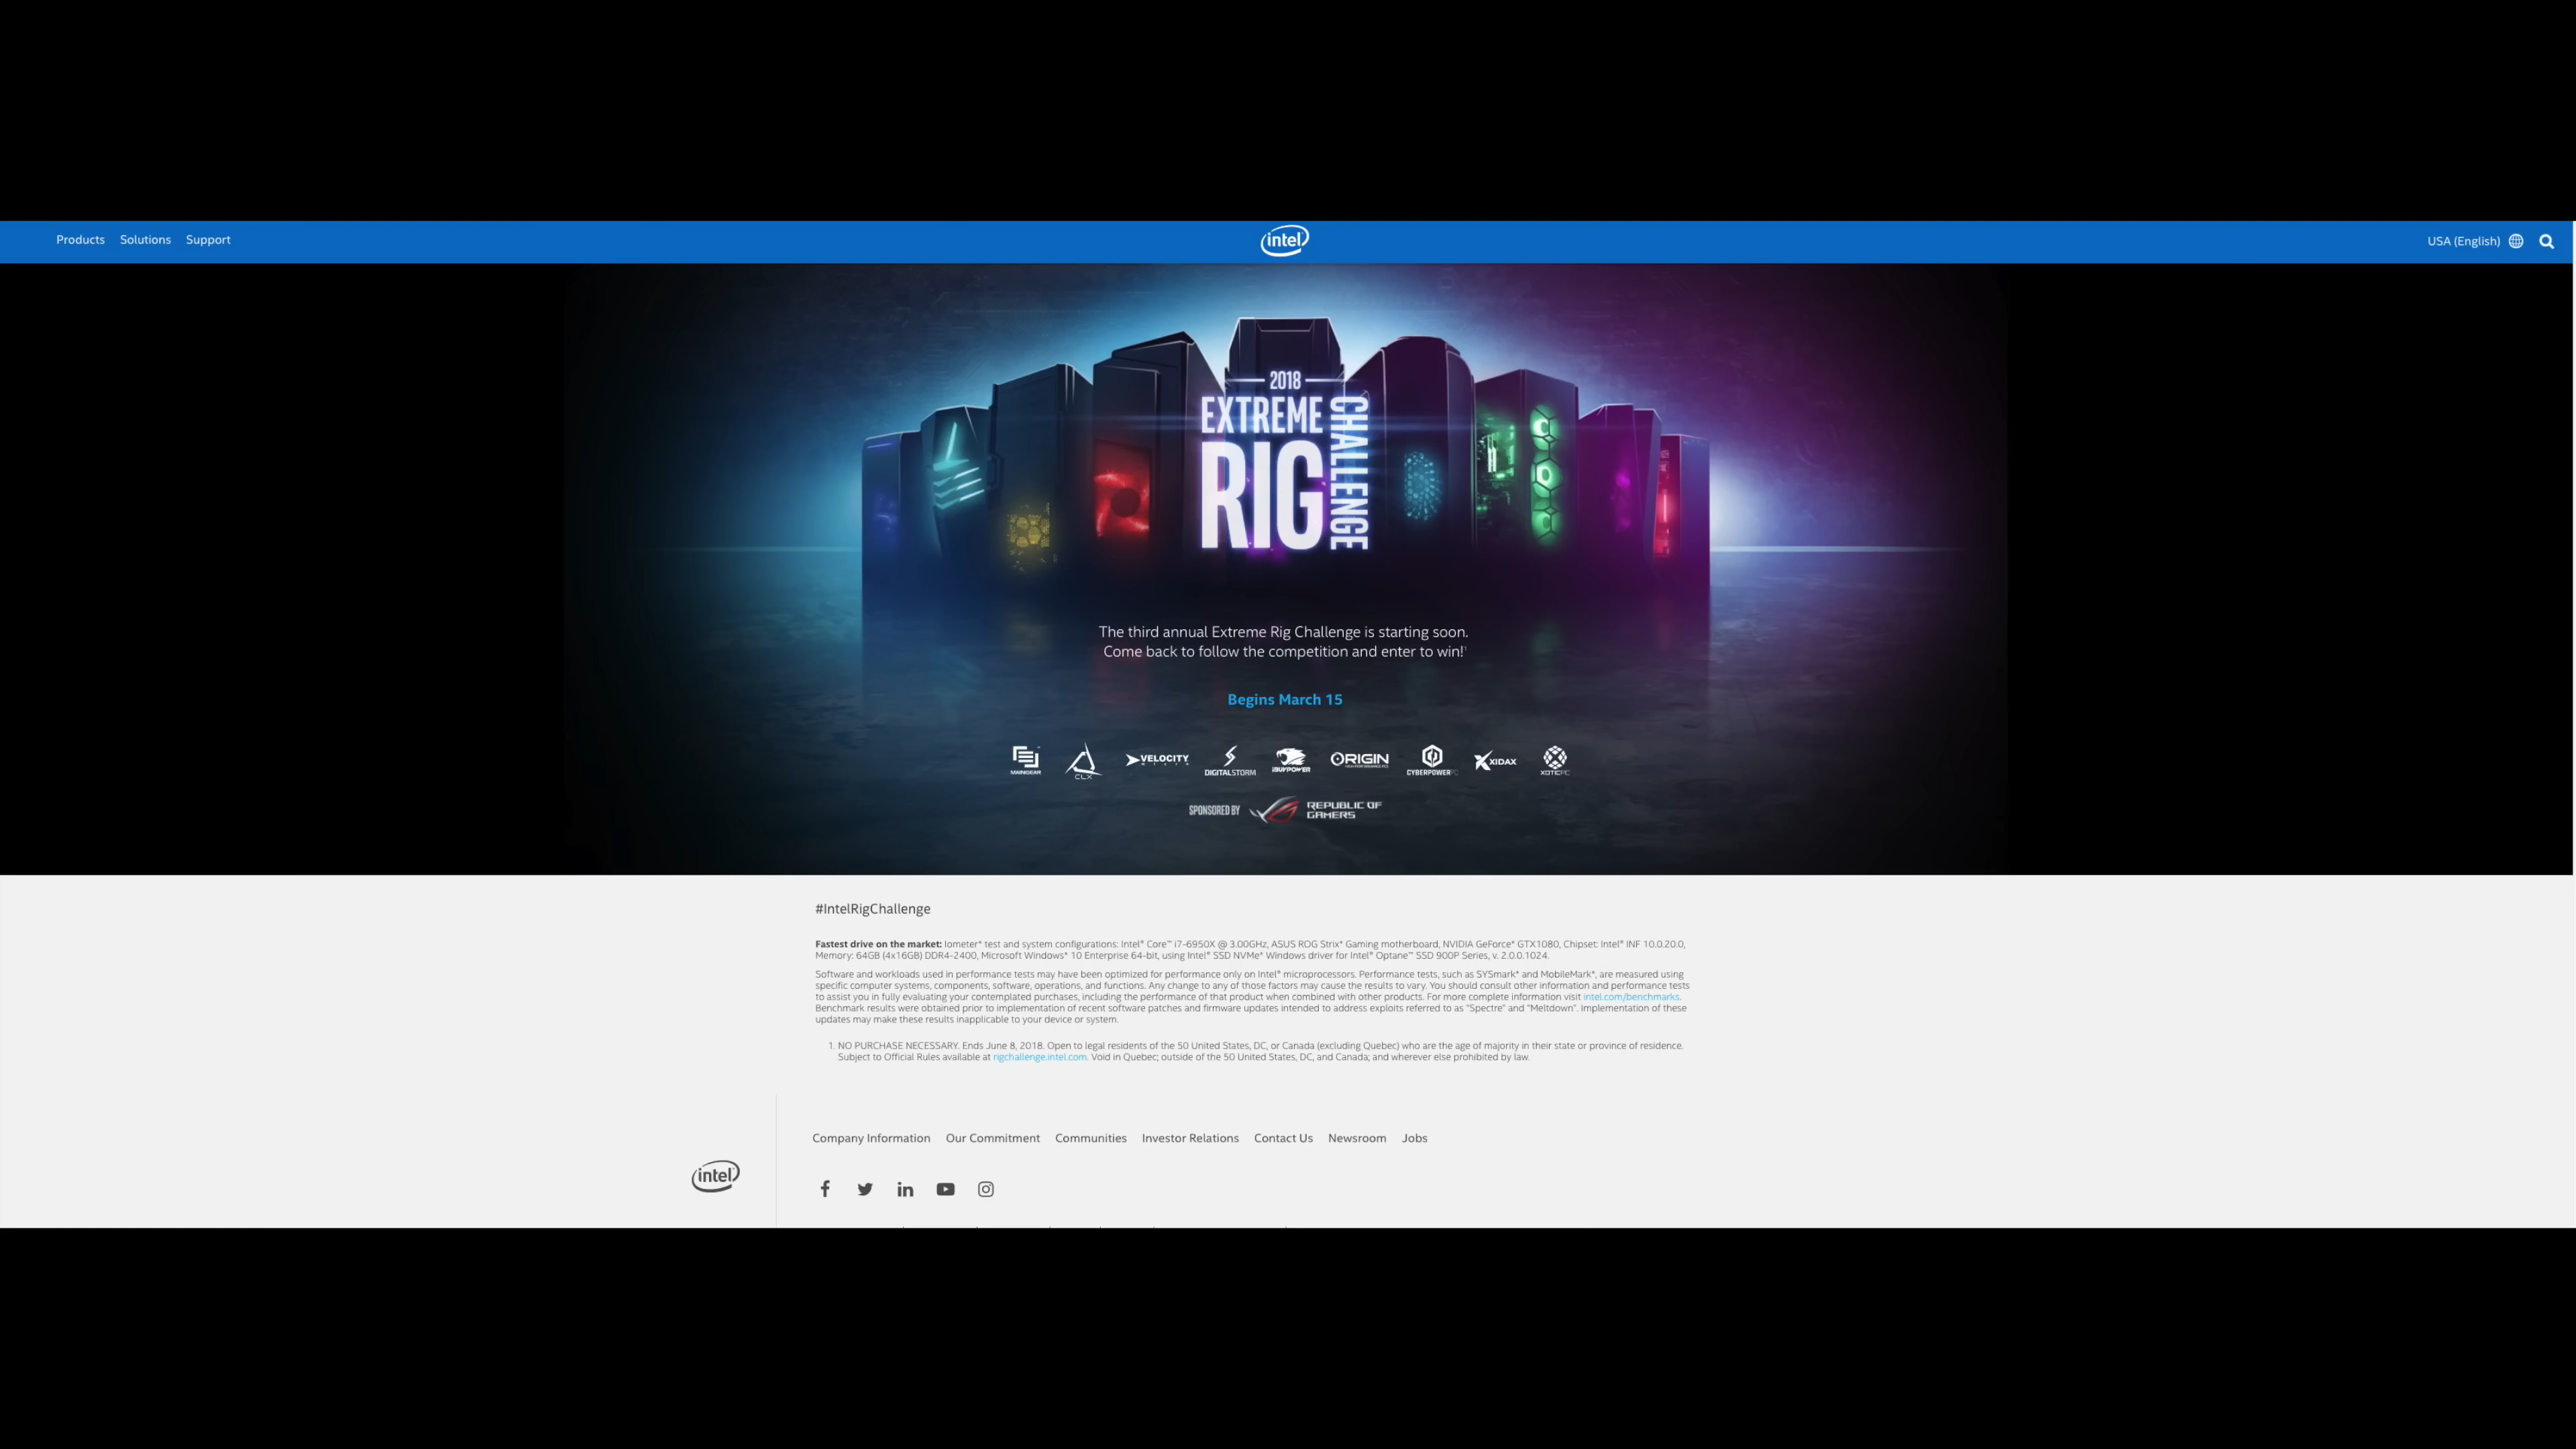 Products Solutions Support
intel
USA (English)
2018
EXTREME
RIG
CHALLENGE
The third annual Extreme Rig Challenge is starting soon.
Come back to follow the competition and enter to win!¹
Begins March 15
MAINGEAR CLX VELOCITY MICRO DIGITALSTORM iBUYPOWER ORIGIN CYBERPOWERPC XIDAX XOTICPC
SPONSORED BY REPUBLIC OF
GAMERS
#IntelRigChallenge
Fastest drive on the market: Iometer* test and system configurations: Intel® Core™ i7-6950X @ 3.00GHz, ASUS ROG Strix* Gaming motherboard, NVIDIA GeForce* GTX1080, Chipset: Intel® INF 10.0.20.0,
Memory: 64GB (4x16GB) DDR4-2400, Microsoft Windows* 10 Enterprise 64-bit, using Intel® SSD NVMe* Windows driver for Intel® Optane™ SSD 900P Series, v. 2.0.0.1024.
Software and workloads used in performance tests may have been optimized for performance only on Intel® microprocessors. Performance tests, such as SYSmark* and MobileMark*, are measured using
specific computer systems, components, software, operations, and functions. Any change to any of those factors may cause the results to vary. You should consult other information and performance tests
to assist you in fully evaluating your contemplated purchases, including the performance of that product when combined with other products. For more complete information visit intel.com/benchmarks.
Benchmark results were obtained prior to implementation of recent software patches and firmware updates intended to address exploits referred to as "Spectre" and "Meltdown". Implementation of these
updates may make these results inapplicable to your device or system.
1. NO PURCHASE NECESSARY. Ends June 8, 2018. Open to legal residents of the 50 United States, DC, or Canada (excluding Quebec) who are the age of majority in their state or province of residence.
Subject to Official Rules available at rigchallenge.intel.com. Void in Quebec; outside of the 50 United States, DC, and Canada; and wherever else prohibited by law.
Company Information Our Commitment Communities Investor Relations Contact Us Newsroom Jobs
intel